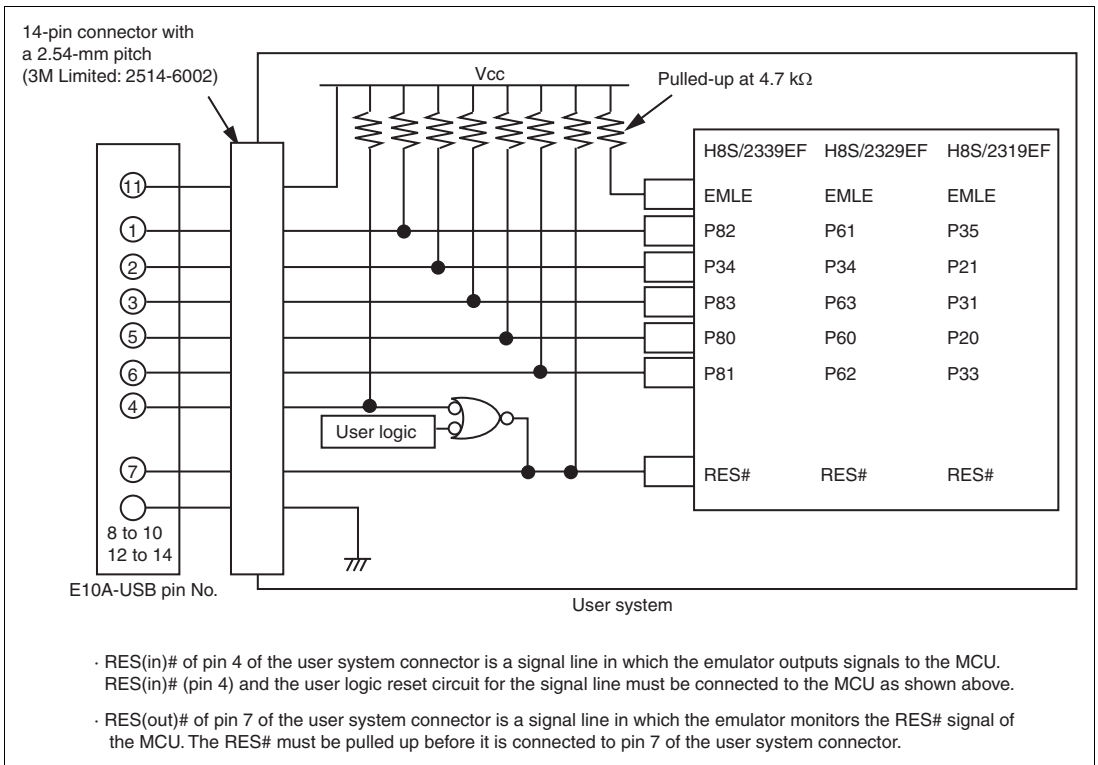 14-pin connector with
a 2.54-mm pitch
(3M Limited: 2514-6002)
Vcc
Pulled-up at 4.7 kΩ
H8S/2339EF H8S/2329EF H8S/2319EF
11
EMLE EMLE EMLE
1
P82 P61 P35
2
P34 P34 P21
3
P83 P63 P31
5
P80 P60 P20
6
P81 P62 P33
4
User logic
7
RES# RES# RES#
8 to 10
12 to 14
E10A-USB pin No.
User system
· RES(in)# of pin 4 of the user system connector is a signal line in which the emulator outputs signals to the MCU.
RES(in)# (pin 4) and the user logic reset circuit for the signal line must be connected to the MCU as shown above.
· RES(out)# of pin 7 of the user system connector is a signal line in which the emulator monitors the RES# signal of
the MCU. The RES# must be pulled up before it is connected to pin 7 of the user system connector.